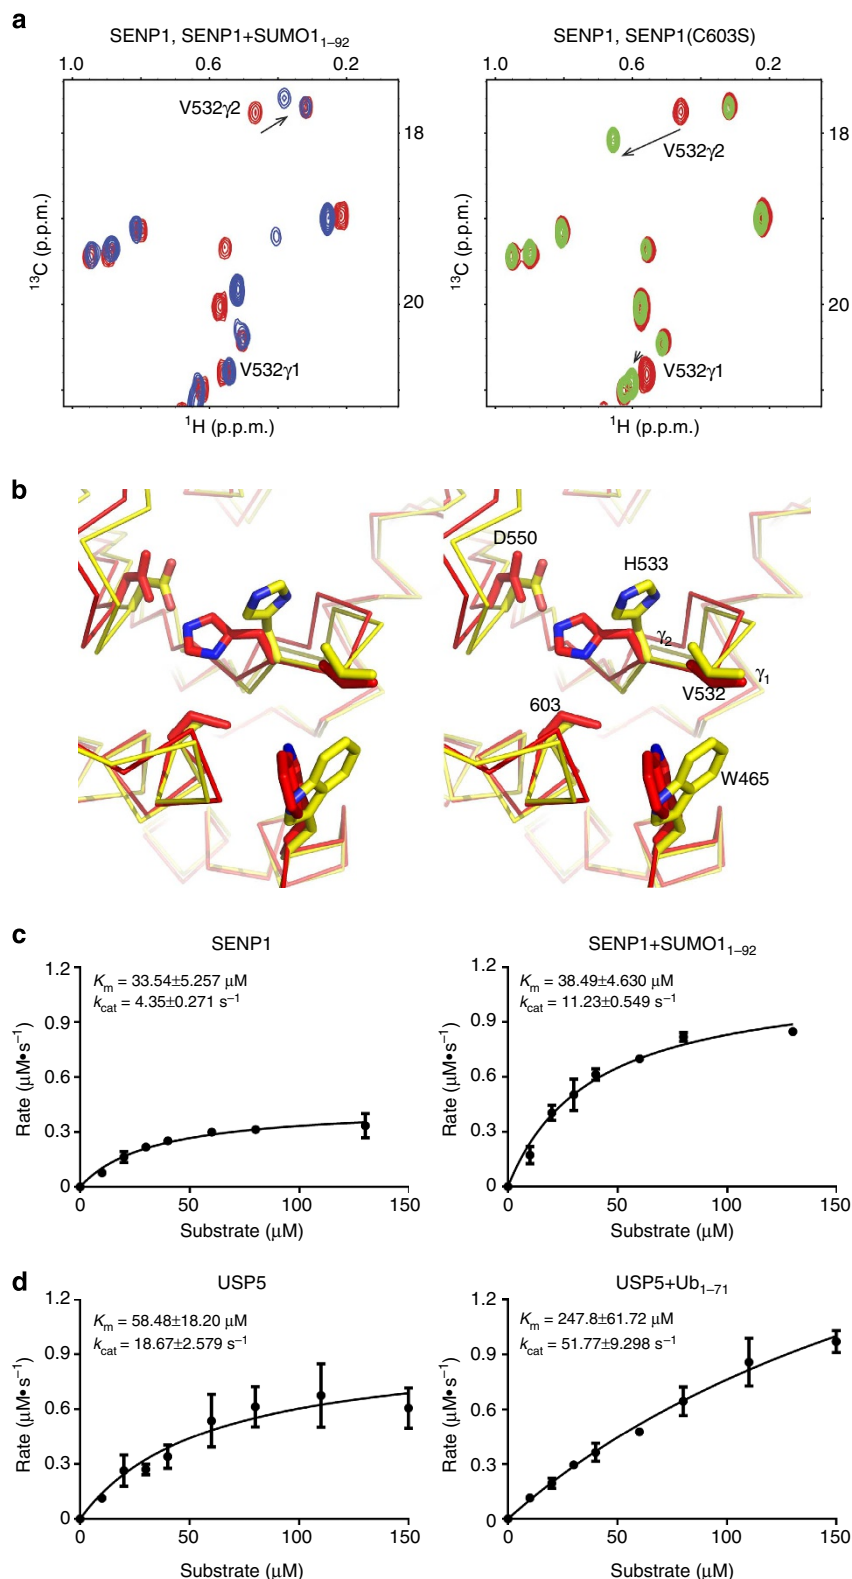 a
SENP1, SENP1+SUMO1₁₋₉₂
1.0 0.6 0.2
V532γ2
18
20
V532γ1
¹³C (p.p.m.)
¹H (p.p.m.)
SENP1, SENP1(C603S)
1.0 0.6 0.2
18
V532γ2
20
V532γ1
¹³C (p.p.m.)
¹H (p.p.m.)
b
D550
H533
γ₂
γ₁
V532
603
W465
c
SENP1
Kₘ = 33.54±5.257 μM
k_cat = 4.35±0.271 s⁻¹
1.2
0.9
0.6
0.3
0
Rate (μM•s⁻¹)
0 50 100 150
Substrate (μM)
SENP1+SUMO1₁₋₉₂
Kₘ = 38.49±4.630 μM
k_cat = 11.23±0.549 s⁻¹
1.2
0.9
0.6
0.3
0
Rate (μM•s⁻¹)
0 50 100 150
Substrate (μM)
d
USP5
Kₘ = 58.48±18.20 μM
k_cat = 18.67±2.579 s⁻¹
1.2
0.9
0.6
0.3
0
Rate (μM•s⁻¹)
0 50 100 150
Substrate (μM)
USP5+Ub₁₋₇₁
Kₘ = 247.8±61.72 μM
k_cat = 51.77±9.298 s⁻¹
1.2
0.9
0.6
0.3
0
Rate (μM•s⁻¹)
0 50 100 150
Substrate (μM)